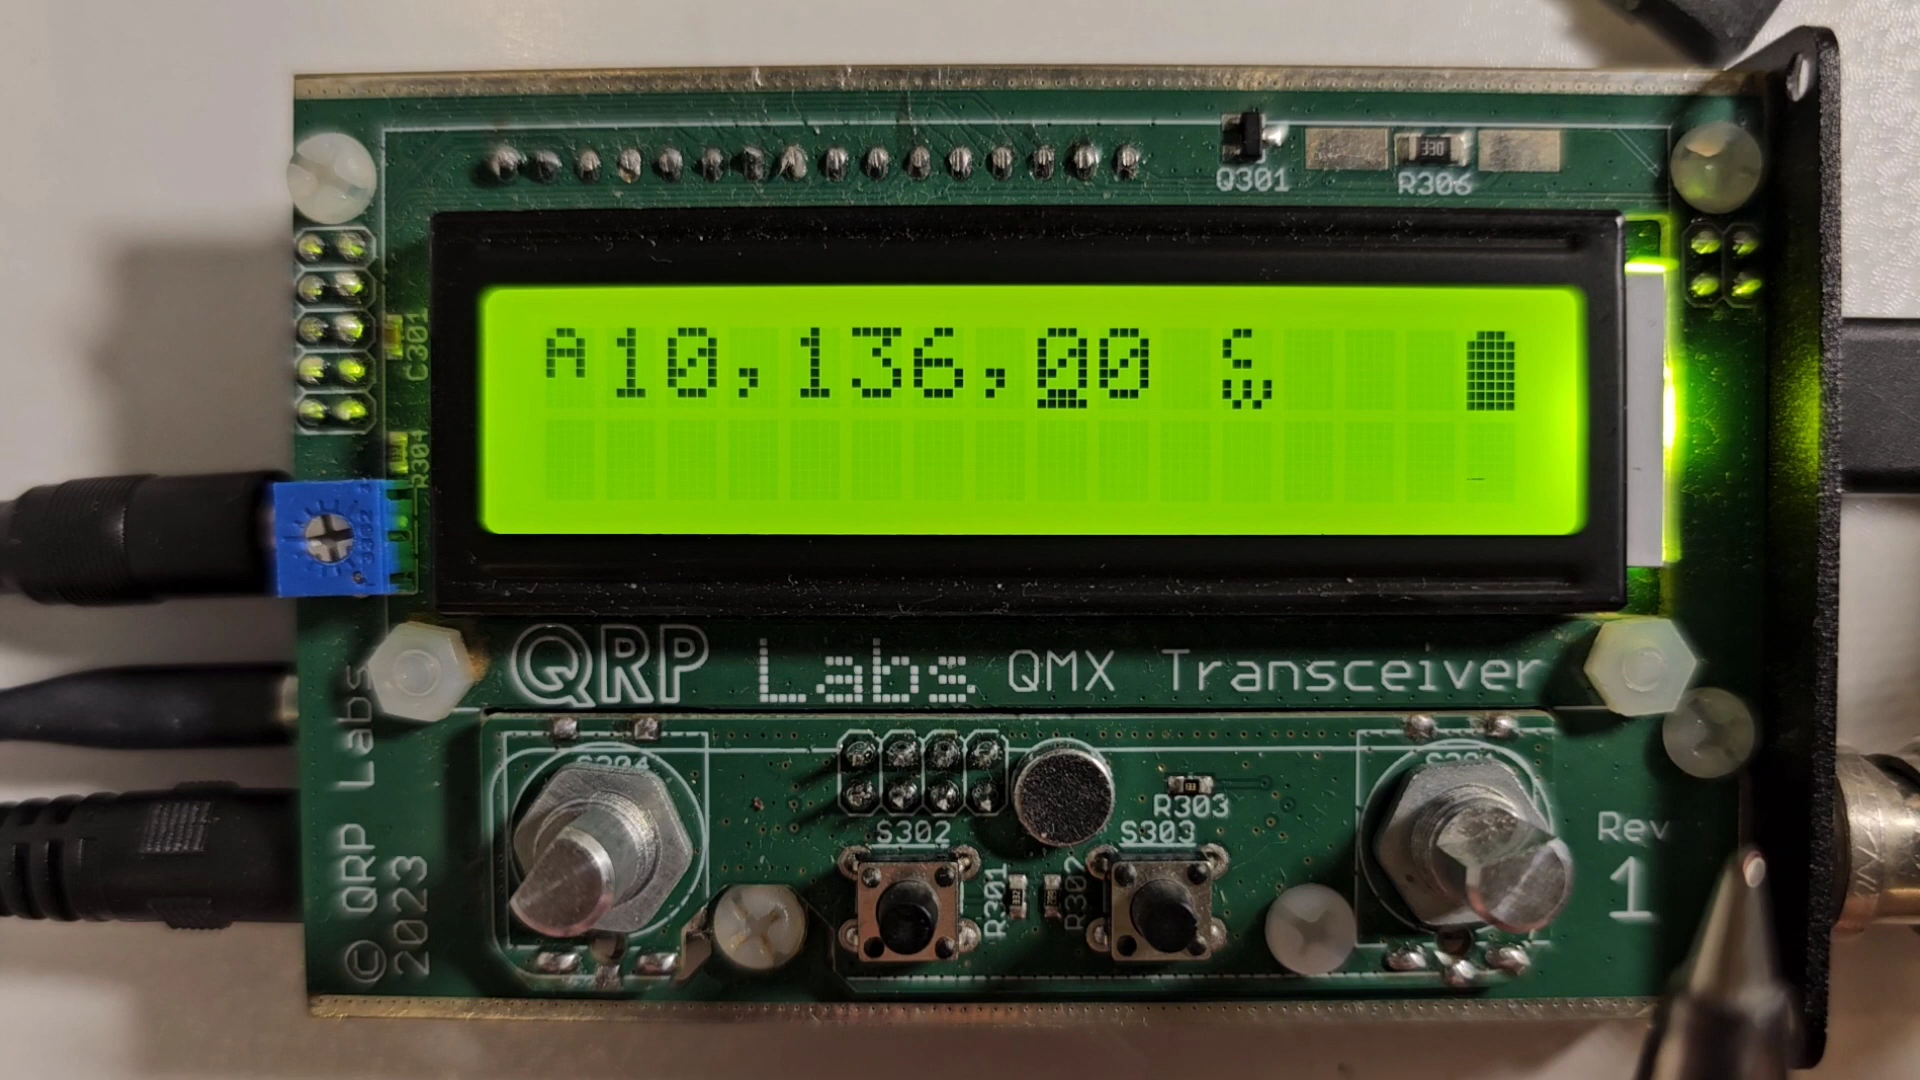 Q301
R306
C301
R304
A10,136,00 CW
QRP Labs QMX Transceiver
S302
S303
R303
R301
R302
Rev
1
© QRP Labs
2023